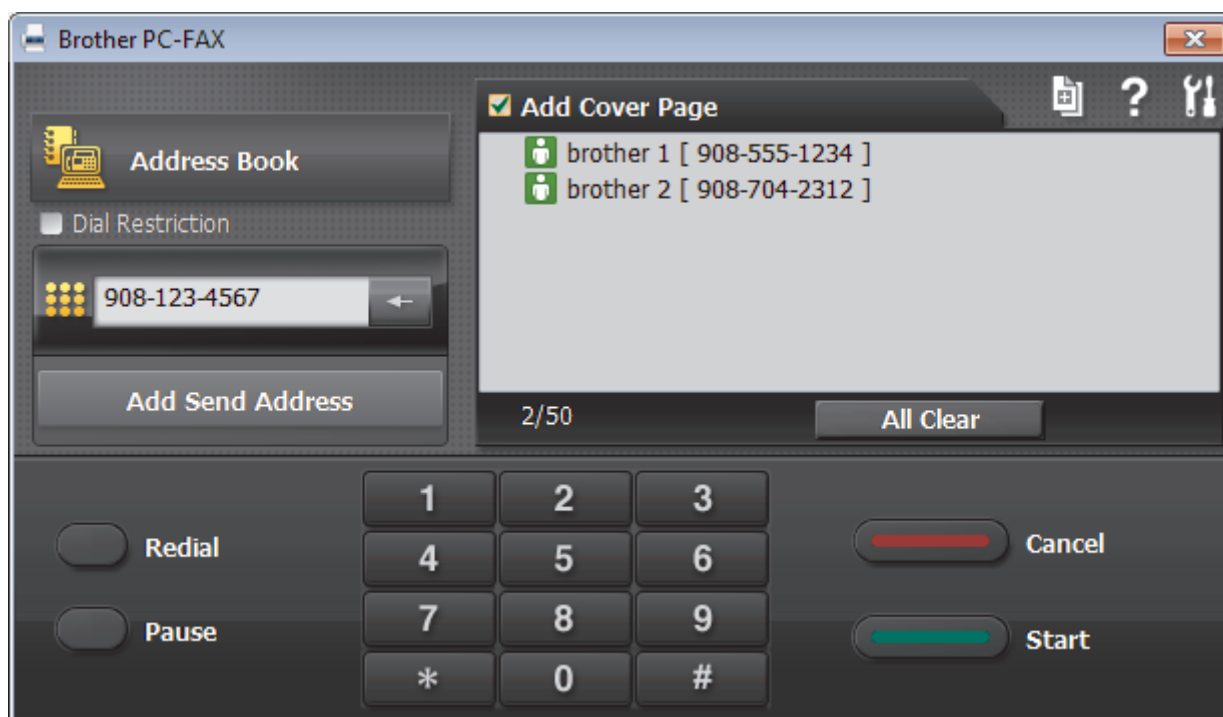 Brother PC-FAX
Address Book
Dial Restriction
908-123-4567
Add Send Address
Add Cover Page
?
brother 1 [ 908-555-1234 ]
brother 2 [ 908-704-2312 ]
2/50
All Clear
Redial
Pause
1 2 3
4 5 6
7 8 9
* 0 #
Cancel
Start